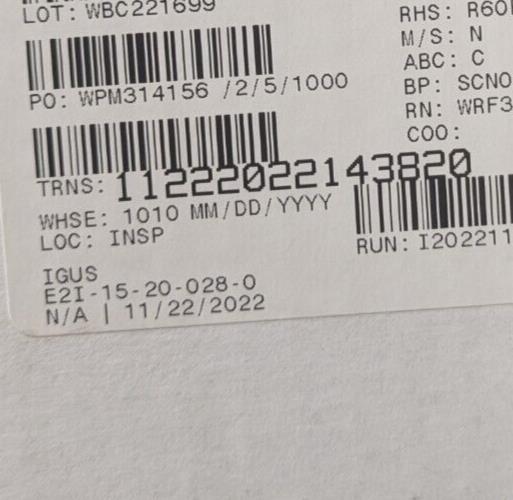 LOT: WBC221699
PO: WPM314156 /2/5/1000
TRNS: 11222022143820
WHSE: 1010 MM/DD/YYYY
LOC: INSP
IGUS
E2I-15-20-028-0
N/A | 11/22/2022
RHS:
M/S: N
ABC: C
BP: SCNO
RN: WRF3
COO:
RUN: I202211